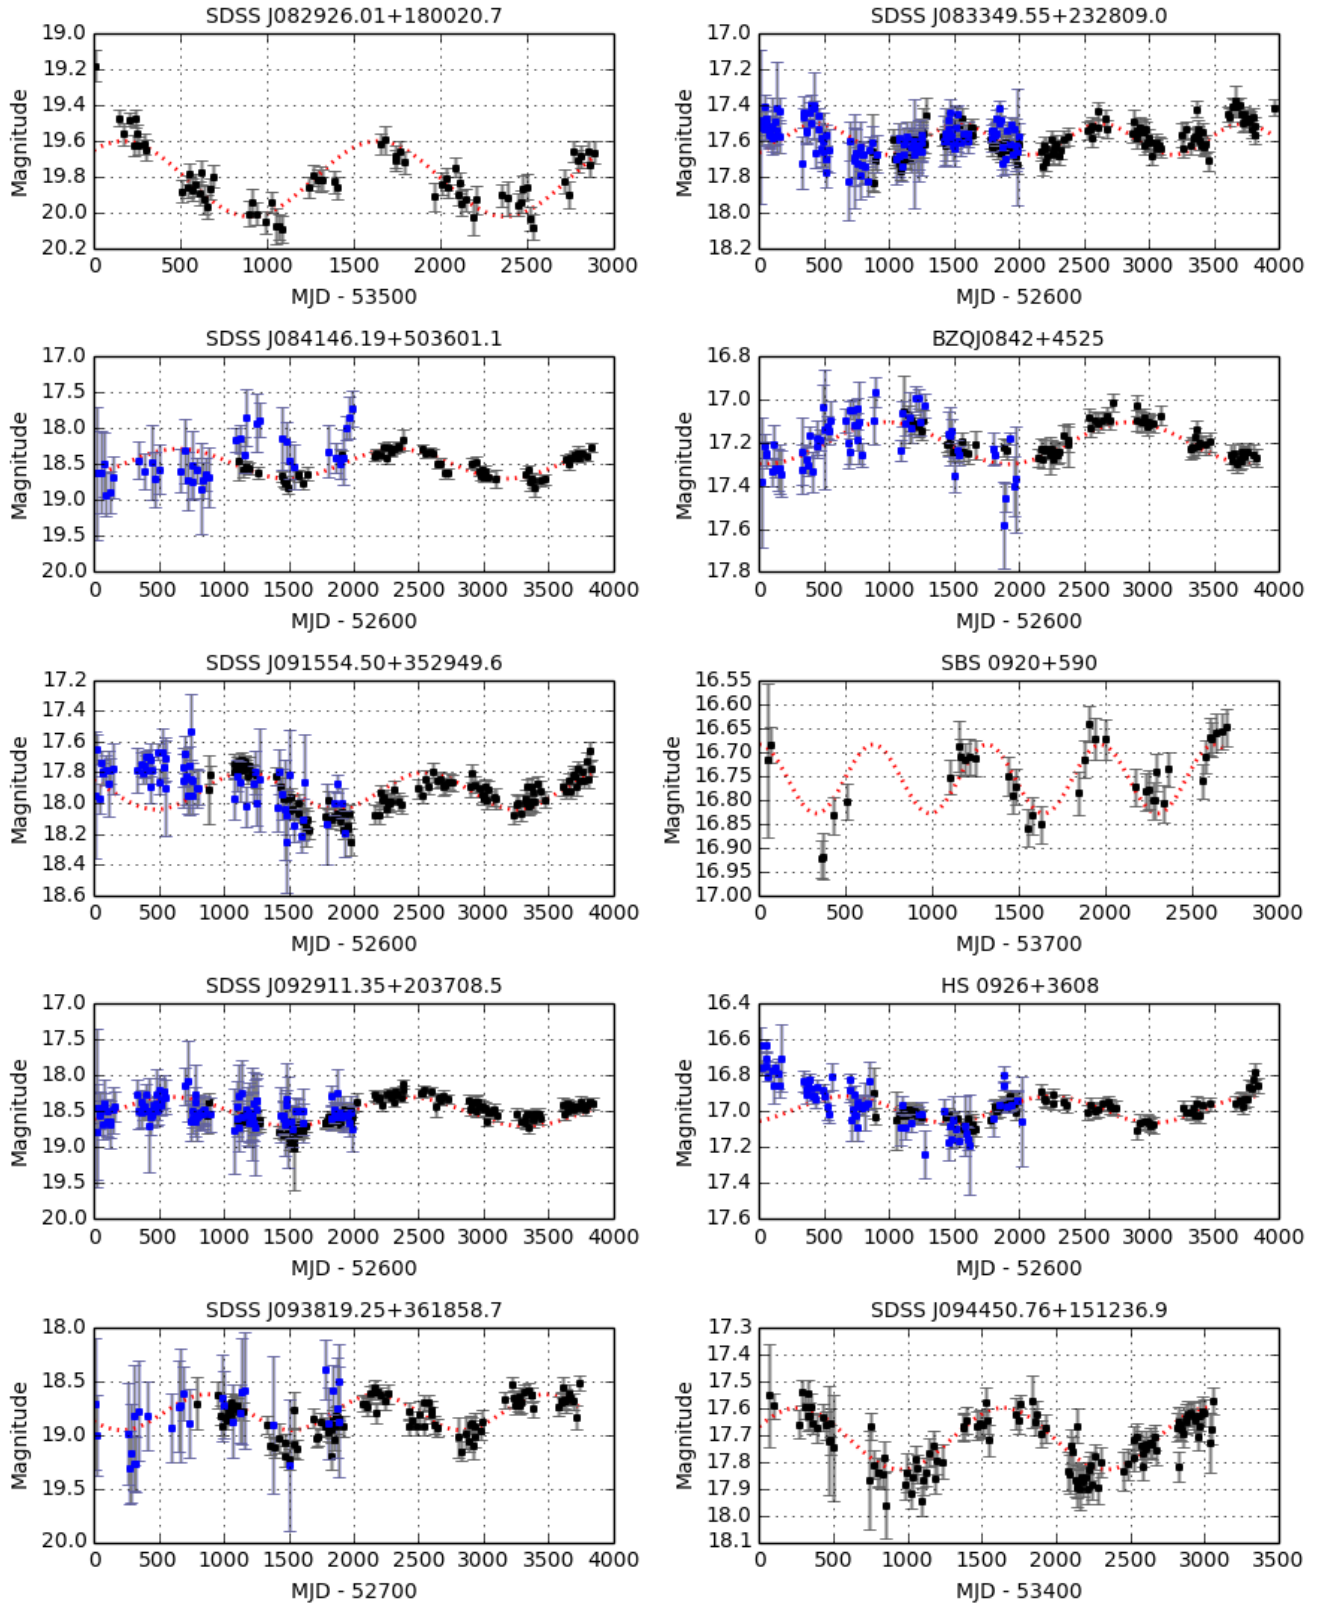 SDSS J082926.01+180020.7
19.0
19.2
19.4
19.6
19.8
20.0
20.2
Magnitude
0 500 1000 1500 2000 2500 3000
MJD - 53500
SDSS J083349.55+232809.0
17.0
17.2
17.4
17.6
17.8
18.0
18.2
Magnitude
0 500 1000 1500 2000 2500 3000 3500 4000
MJD - 52600
SDSS J084146.19+503601.1
17.0
17.5
18.0
18.5
19.0
19.5
20.0
Magnitude
0 500 1000 1500 2000 2500 3000 3500 4000
MJD - 52600
BZQJ0842+4525
16.8
17.0
17.2
17.4
17.6
17.8
Magnitude
0 500 1000 1500 2000 2500 3000 3500 4000
MJD - 52600
SDSS J091554.50+352949.6
17.2
17.4
17.6
17.8
18.0
18.2
18.4
18.6
Magnitude
0 500 1000 1500 2000 2500 3000 3500 4000
MJD - 52600
SBS 0920+590
16.55
16.60
16.65
16.70
16.75
16.80
16.85
16.90
16.95
17.00
Magnitude
0 500 1000 1500 2000 2500 3000
MJD - 53700
SDSS J092911.35+203708.5
17.0
17.5
18.0
18.5
19.0
19.5
20.0
Magnitude
0 500 1000 1500 2000 2500 3000 3500 4000
MJD - 52600
HS 0926+3608
16.4
16.6
16.8
17.0
17.2
17.4
17.6
Magnitude
0 500 1000 1500 2000 2500 3000 3500 4000
MJD - 52600
SDSS J093819.25+361858.7
18.0
18.5
19.0
19.5
20.0
Magnitude
0 500 1000 1500 2000 2500 3000 3500 4000
MJD - 52700
SDSS J094450.76+151236.9
17.3
17.4
17.5
17.6
17.7
17.8
17.9
18.0
18.1
Magnitude
0 500 1000 1500 2000 2500 3000 3500
MJD - 53400